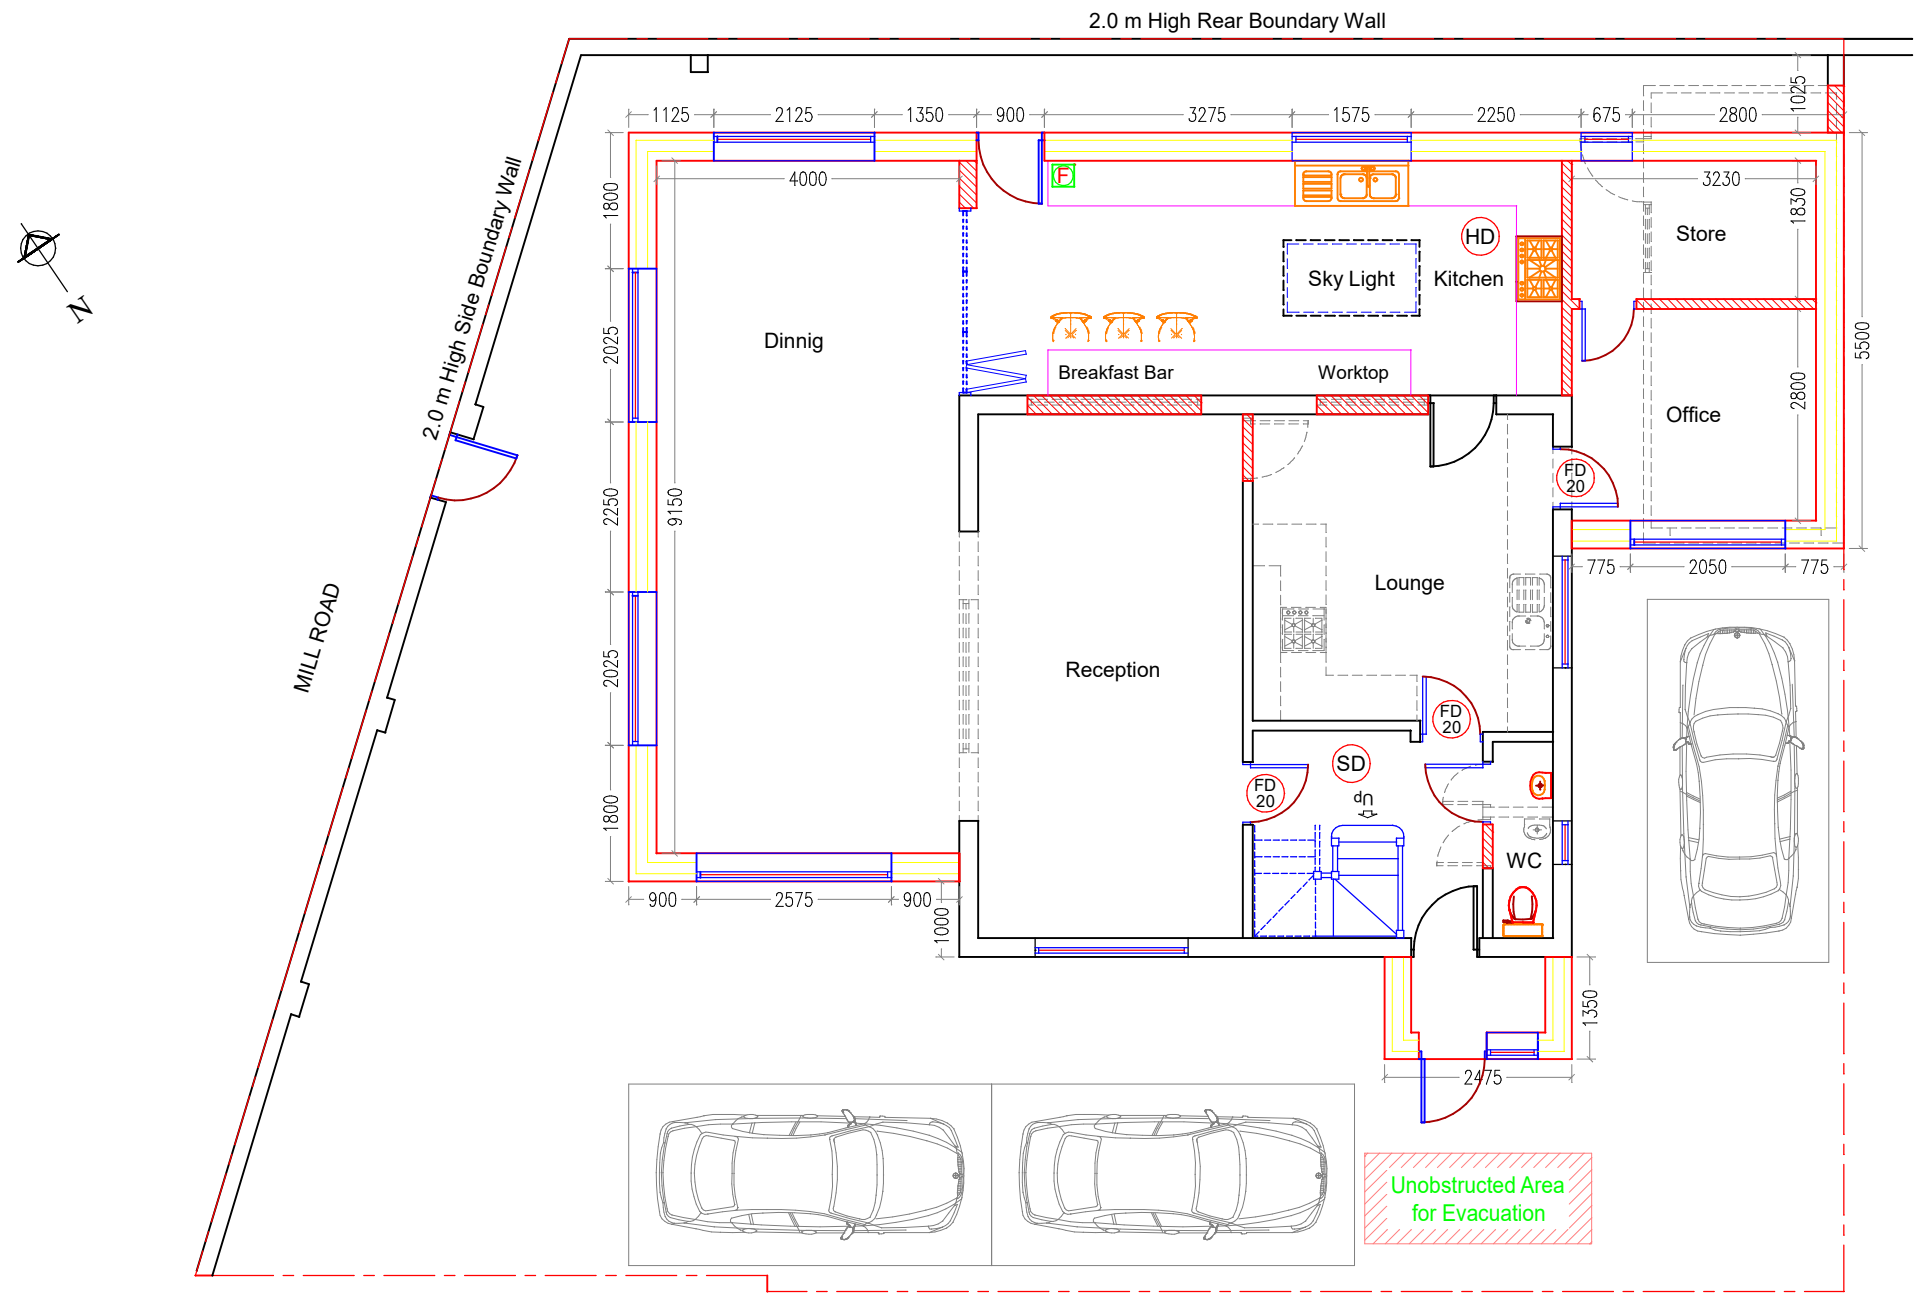 2.0 m High Rear Boundary Wall
1125
2125
1350
900
3275
1575
2250
675
2800
1025
4000
F
3230
1800
1830
2.0 m High Side Boundary Wall
HD
Store
Sky Light
Kitchen
N
Dinnig
2025
5500
Breakfast Bar
Worktop
2800
Office
FD
20
2250
9150
775
2050
775
Lounge
MILL ROAD
2025
Reception
FD
20
SD
FD
20
Up
1800
WC
900
2575
900
1000
1350
2475
Unobstructed Area
for Evacuation